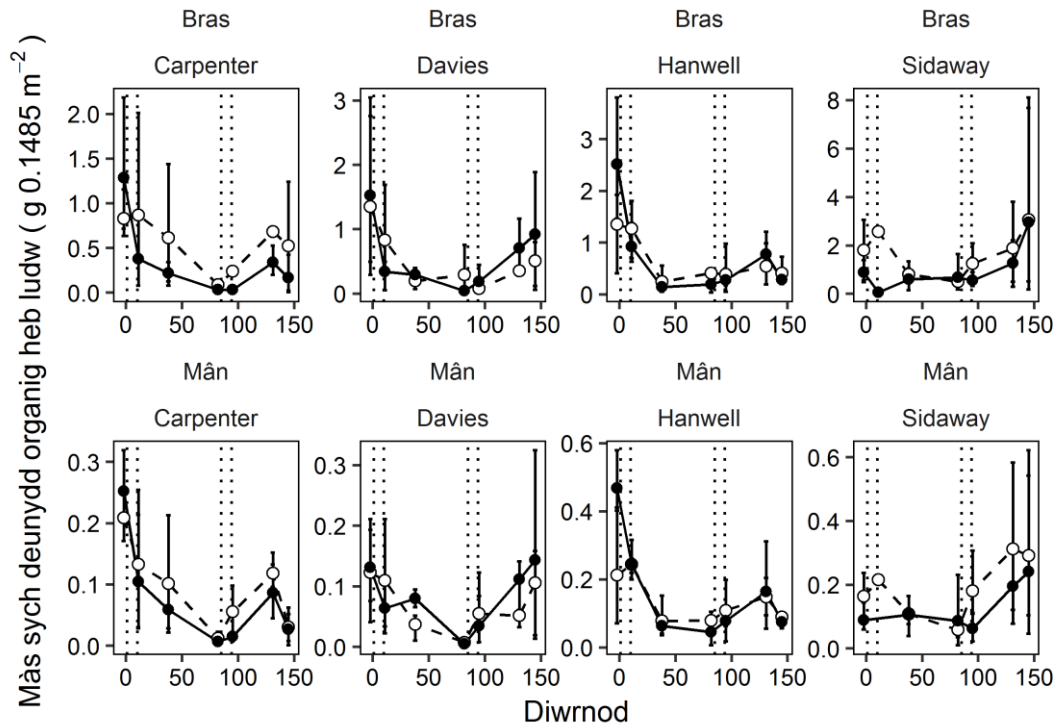 Màs sych deunydd organig heb ludw ( g 0.1485 m⁻²)
Bras Bras Bras Bras
Carpenter Davies Hanwell Sidaway
2.0 3 3 8
1.5 2 2 6
1.0 1 1 4
0.5 0 0 2
0.0 0
0 50 100 150 0 50 100 150 0 50 100 150 0 50 100 150
Mân Mân Mân Mân
Carpenter Davies Hanwell Sidaway
0.3 0.3 0.6 0.6
0.2 0.2 0.4 0.4
0.1 0.1 0.2 0.2
0.0 0.0 0.0 0.0
0 50 100 150 0 50 100 150 0 50 100 150 0 50 100 150
Diwrnod